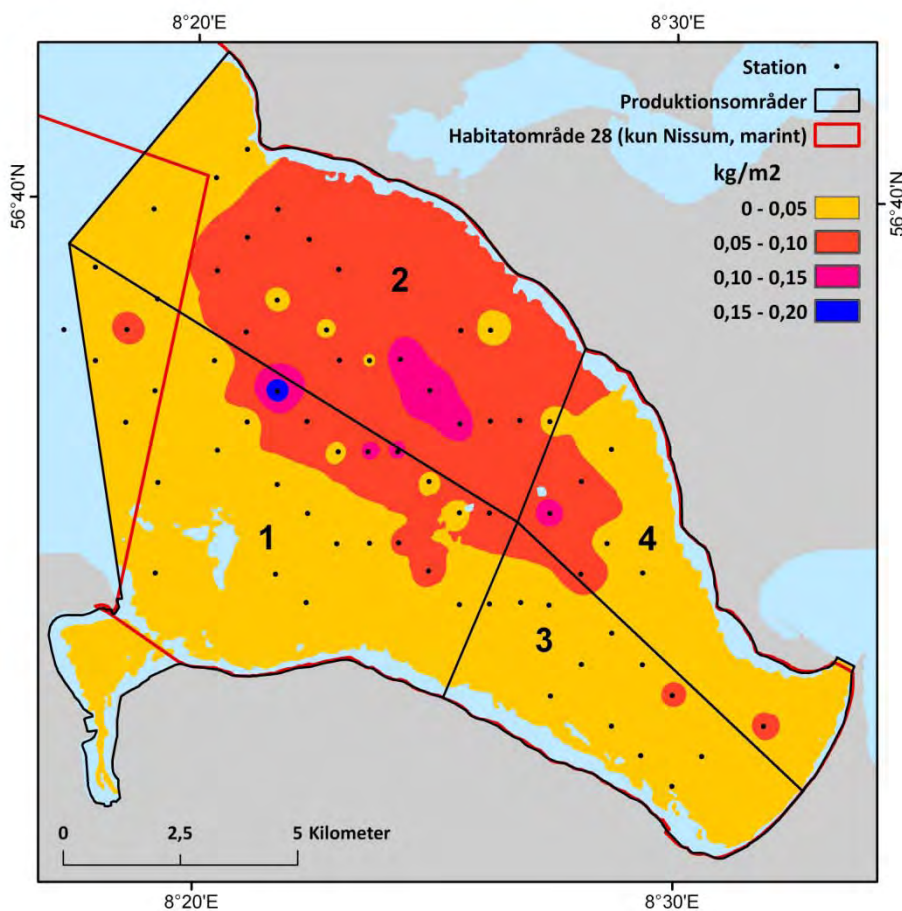 8°20'E 8°30'E
Station
Produktionsområder
Habitatområde 28 (kun Nissum, marint)
kg/m2
0 - 0,05
0,05 - 0,10
0,10 - 0,15
0,15 - 0,20
56°40'N 56°40'N
2
1
4
3
0 2,5 5 Kilometer
8°20'E 8°30'E